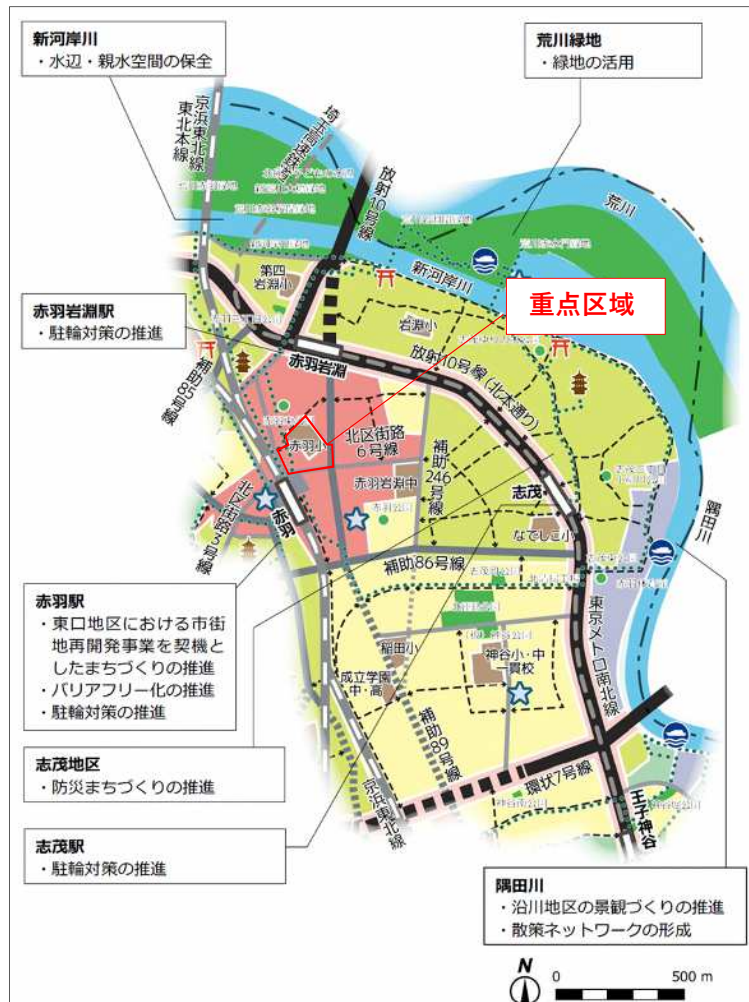 新河岸川
・水辺・親水空間の保全
荒川緑地
・緑地の活用
京浜東北線
東北本線
埼玉高速鉄道
放射10号線
荒川
新河岸川
第四
岩淵小
岩淵小
重点区域
赤羽岩淵駅
・駐輪対策の推進
赤羽岩淵
放射10号線(北本通り)
補助85号線
赤羽小
北区街路
6号線
赤羽岩淵中
補助246号線
志茂
なでしこ小
赤羽
北区街路3号線
赤羽公園
補助86号線
隅田川
赤羽駅
・東口地区における市街
地再開発事業を契機と
したまちづくりの推進
・バリアフリー化の推進
・駐輪対策の推進
稲田小
成立学園
中・高
神谷小・中
一貫校
東京メトロ南北線
補助89号線
志茂地区
・防災まちづくりの推進
京浜東北線
環状7号線
王子神谷
志茂駅
・駐輪対策の推進
隅田川
・沿川地区の景観づくりの推進
・散策ネットワークの形成
N
0
500 m